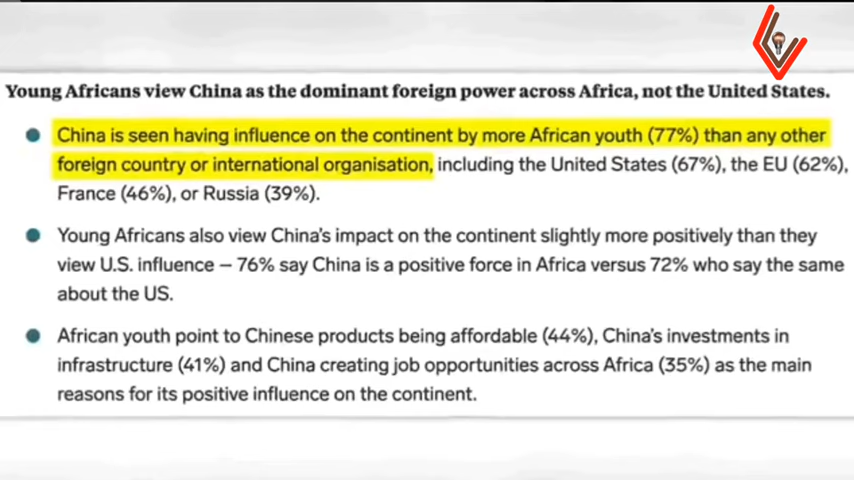 Young Africans view China as the dominant foreign power across Africa, not the United States.
China is seen having influence on the continent by more African youth (77%) than any other
foreign country or international organisation, including the United States (67%), the EU (62%),
France (46%), or Russia (39%).
Young Africans also view China's impact on the continent slightly more positively than they
view U.S. influence – 76% say China is a positive force in Africa versus 72% who say the same
about the US.
African youth point to Chinese products being affordable (44%), China's investments in
infrastructure (41%) and China creating job opportunities across Africa (35%) as the main
reasons for its positive influence on the continent.